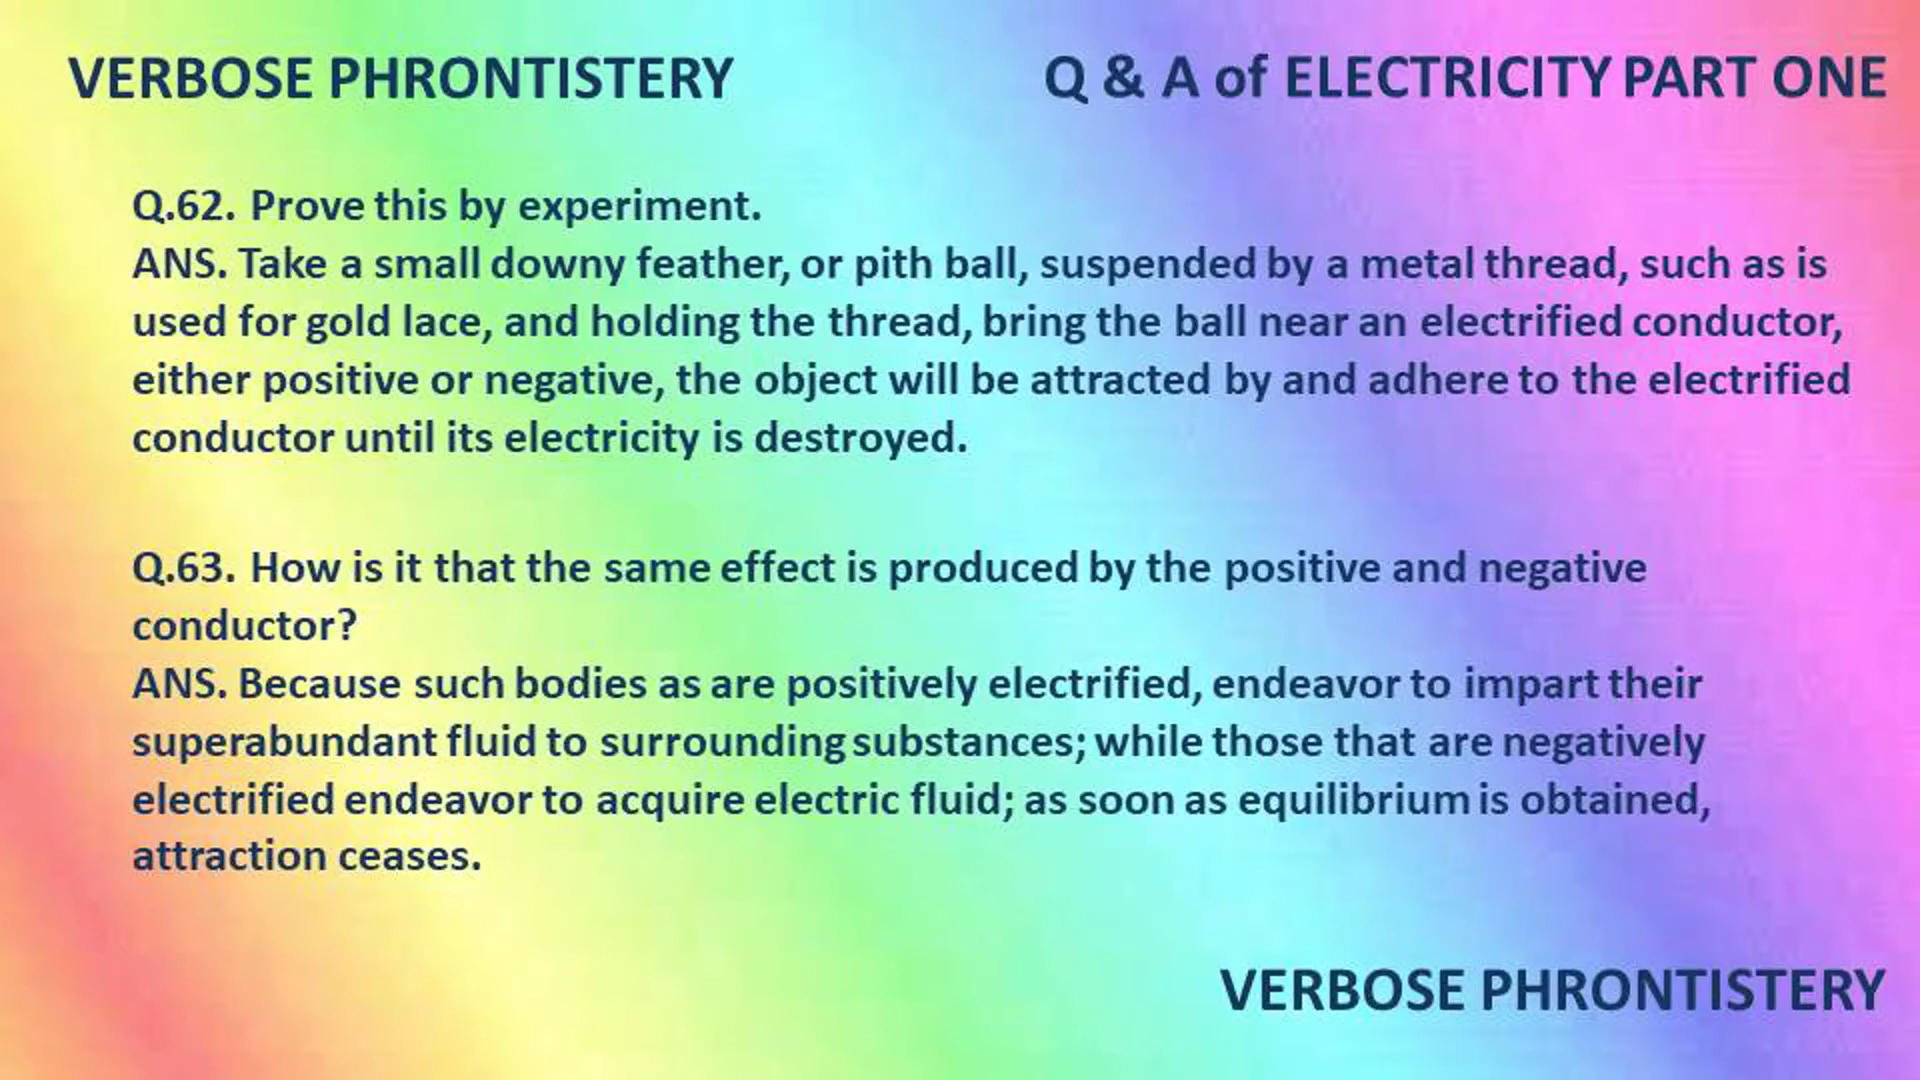 VERBOSE PHRONTISTERY
Q & A of ELECTRICITY PART ONE
Q.62. Prove this by experiment.
ANS. Take a small downy feather, or pith ball, suspended by a metal thread, such as is
used for gold lace, and holding the thread, bring the ball near an electrified conductor,
either positive or negative, the object will be attracted by and adhere to the electrified
conductor until its electricity is destroyed.
Q.63. How is it that the same effect is produced by the positive and negative
conductor?
ANS. Because such bodies as are positively electrified, endeavor to impart their
superabundant fluid to surrounding substances; while those that are negatively
electrified endeavor to acquire electric fluid; as soon as equilibrium is obtained,
attraction ceases.
VERBOSE PHRONTISTERY